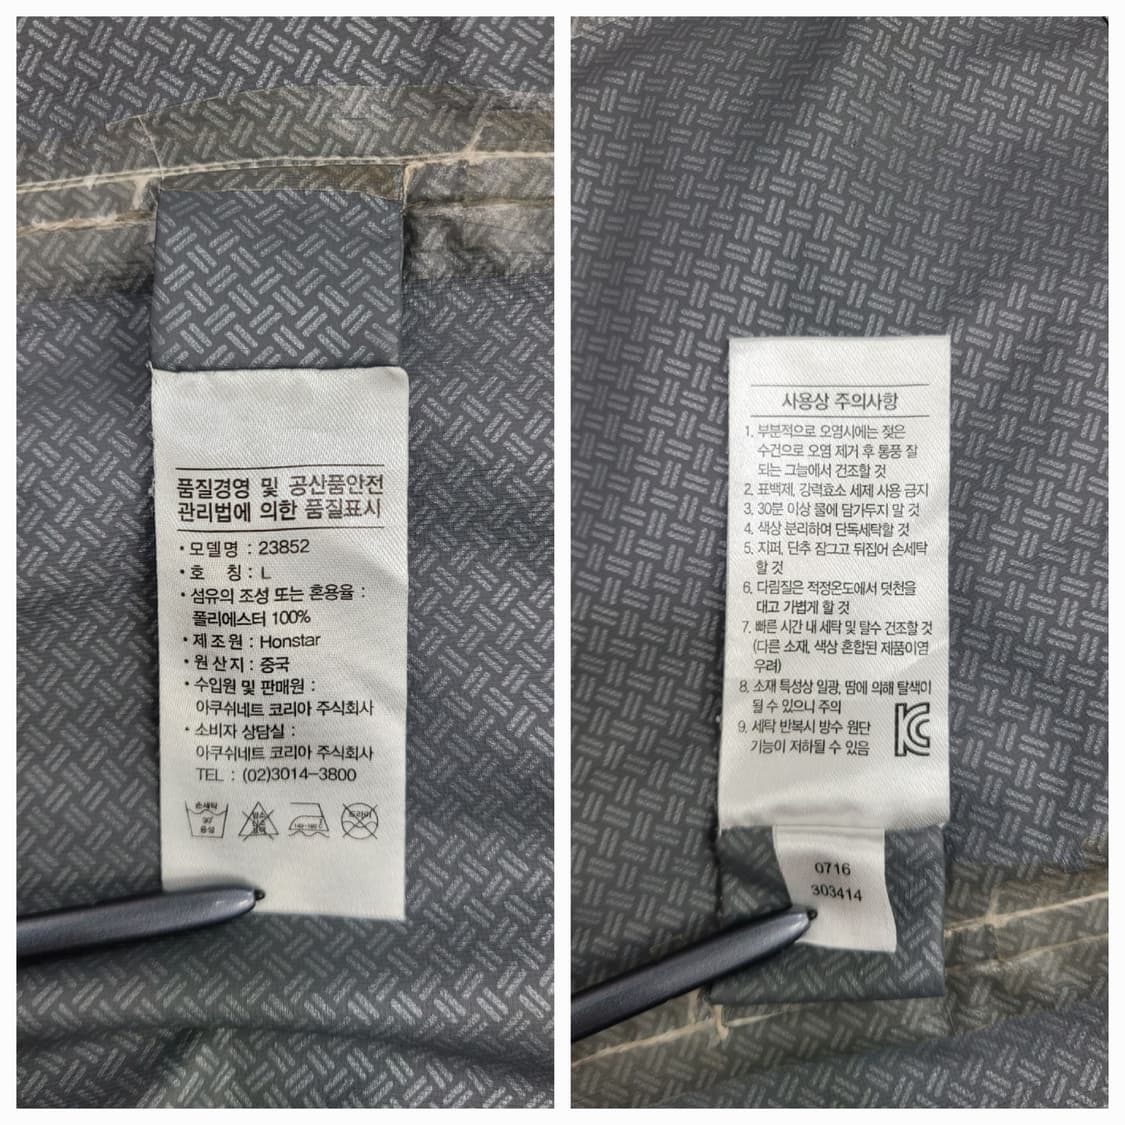 품질경영 및 공산품안전
관리법에 의한 품질표시
• 모델명 : 23852
• 호 칭 : L
• 섬유의 조성 또는 혼용율 :
폴리에스터 100%
• 제조원 : Honstar
• 원산지 : 중국
• 수입원 및 판매원 :
아쿠쉬네트 코리아 주식회사
• 소비자 상담실 :
아쿠쉬네트 코리아 주식회사
TEL : (02)3014-3800
손세탁
30°
중성
드라이
사용상 주의사항
1. 부분적으로 오염시에는 젖은
수건으로 오염 제거 후 통풍 잘
되는 그늘에서 건조할 것
2. 표백제, 강력효소 세제 사용 금지
3. 30분 이상 물에 담가두지 말 것
4. 색상 분리하여 단독세탁할 것
5. 지퍼, 단추 잠그고 뒤집어 손세탁
할 것
6. 다림질은 적정온도에서 덧천을
대고 가볍게 할 것
7. 빠른 시간 내 세탁 및 탈수 건조할 것
(다른 소재, 색상 혼합된 제품이염
우려)
8. 소재 특성상 일광, 땀에 의해 탈색이
될 수 있으니 주의
9. 세탁 반복시 방수 원단
기능이 저하될 수 있음
KC
0716
303414